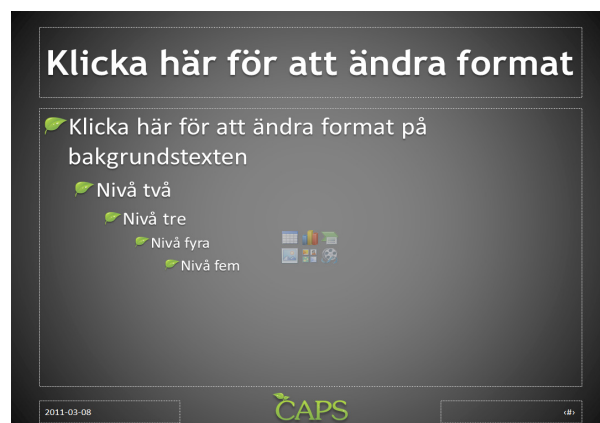 Klicka här för att ändra format
Klicka här för att ändra format på
bakgrundstexten
Nivå två
Nivå tre
Nivå fyra
Nivå fem
2011-03-08
CAPS
‹#›